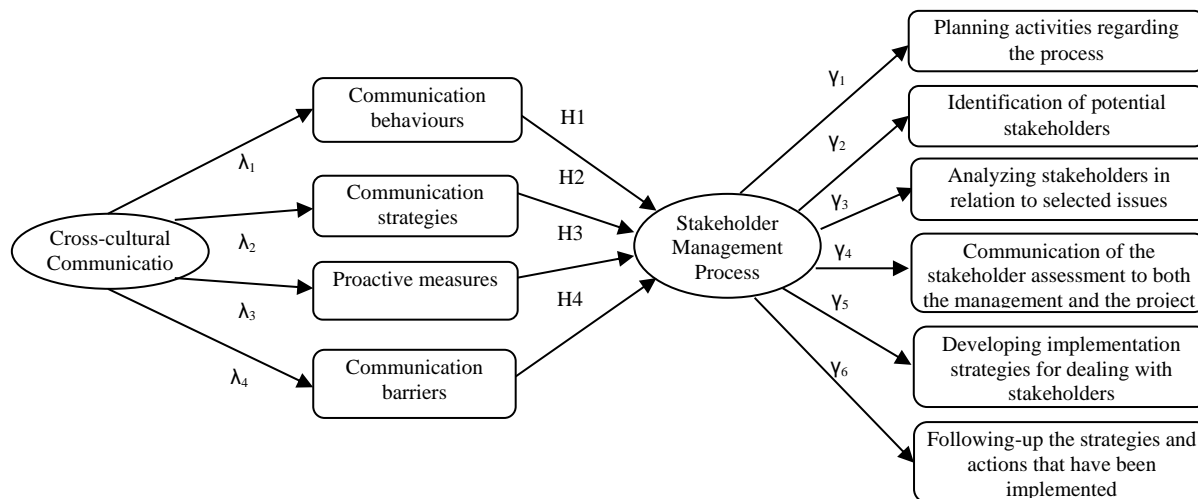 Cross-cultural
Communicatio
λ₁
λ₂
λ₃
λ₄
Communication
behaviours
Communication
strategies
Proactive measures
Communication
barriers
H1
H2
H3
H4
Stakeholder
Management
Process
γ₁
γ₂
γ₃
γ₄
γ₅
γ₆
Planning activities regarding
the process
Identification of potential
stakeholders
Analyzing stakeholders in
relation to selected issues
Communication of the
stakeholder assessment to both
the management and the project
Developing implementation
strategies for dealing with
stakeholders
Following-up the strategies and
actions that have been
implemented